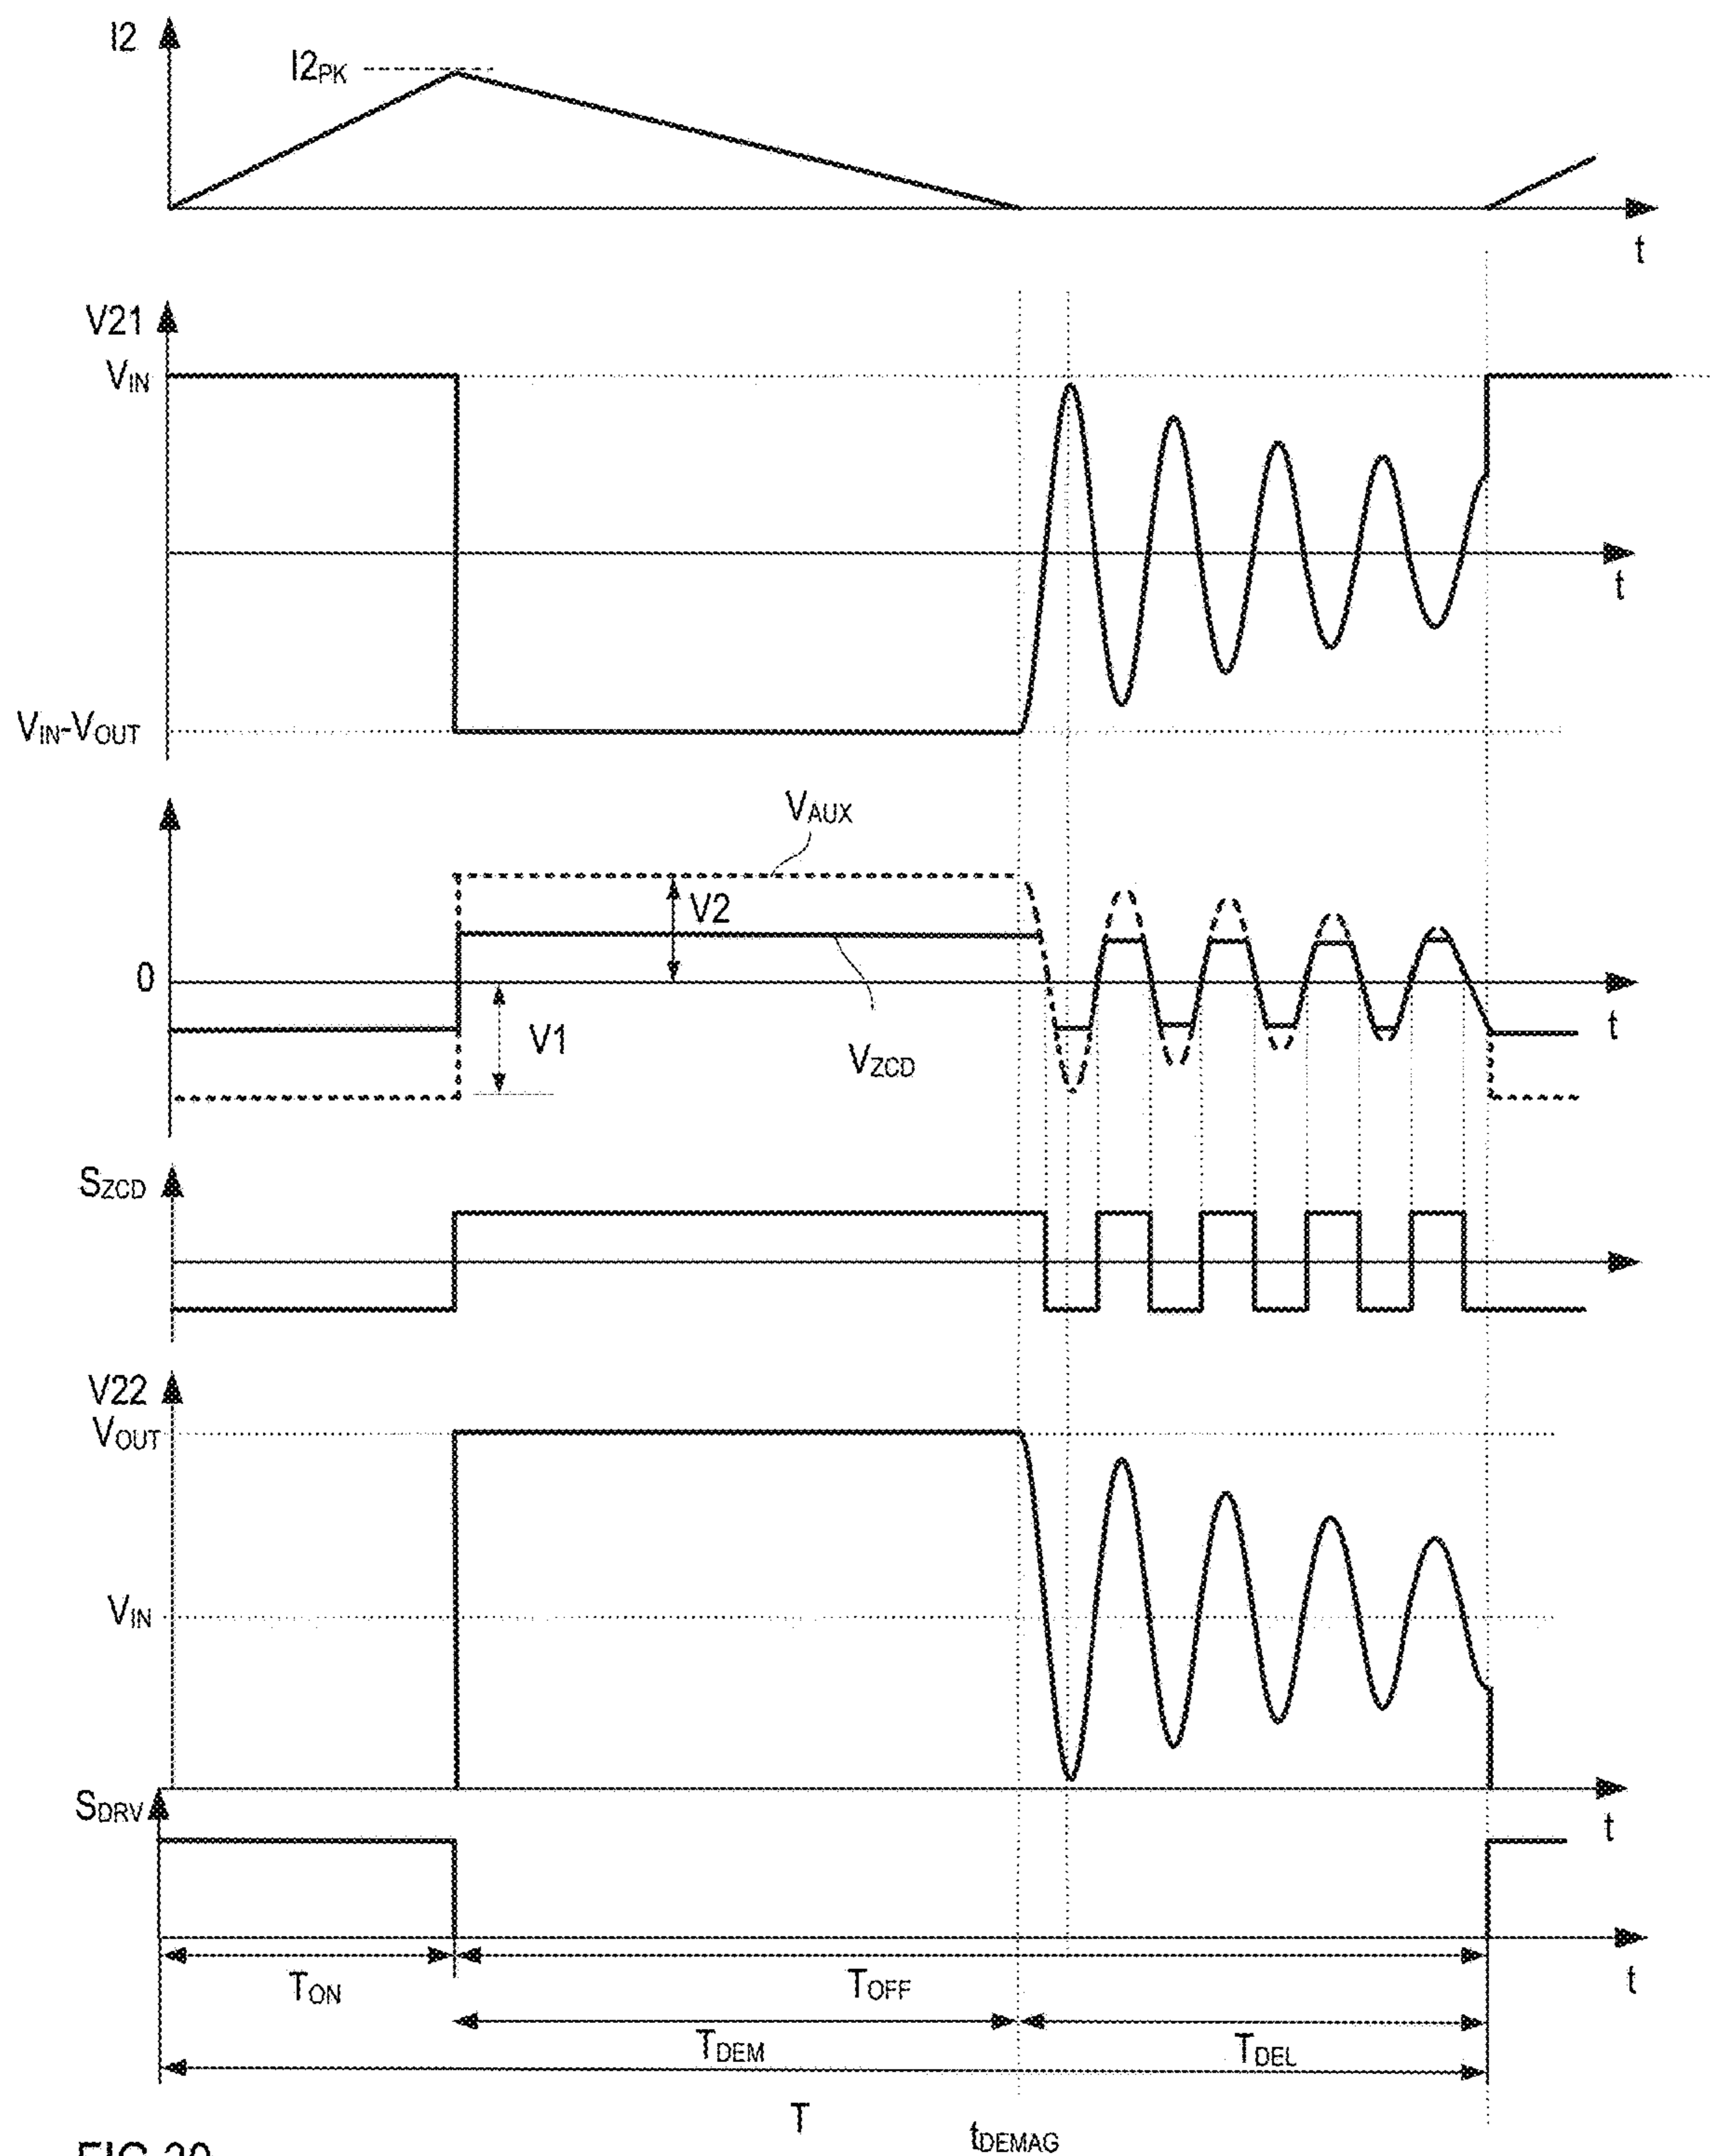 I2
I2PK
t
V21
VIN
t
VIN-VOUT
VAUX
V2
0
V1
t
VZCD
SZCD
V22
VOUT
VIN
SDRV
t
TON
TOFF
t
TDEM
TDEL
T
tDEMAG